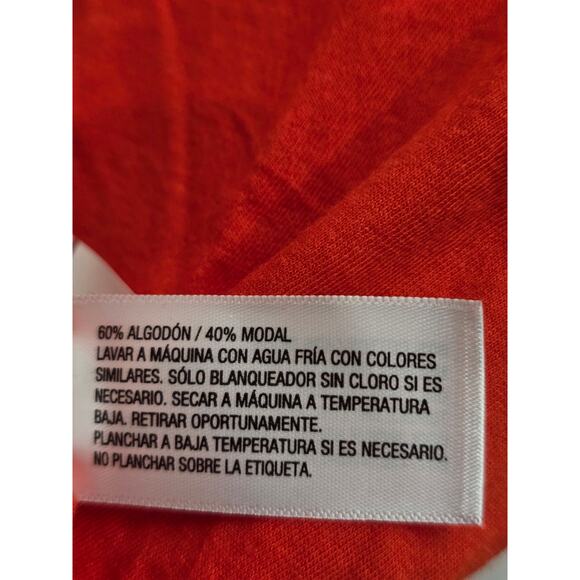 60% ALGODÓN / 40% MODAL
LAVAR A MÁQUINA CON AGUA FRÍA CON COLORES
SIMILARES. SÓLO BLANQUEADOR SIN CLORO SI ES
NECESARIO. SECAR A MÁQUINA A TEMPERATURA
BAJA. RETIRAR OPORTUNAMENTE.
PLANCHAR A BAJA TEMPERATURA SI ES NECESARIO.
NO PLANCHAR SOBRE LA ETIQUETA.